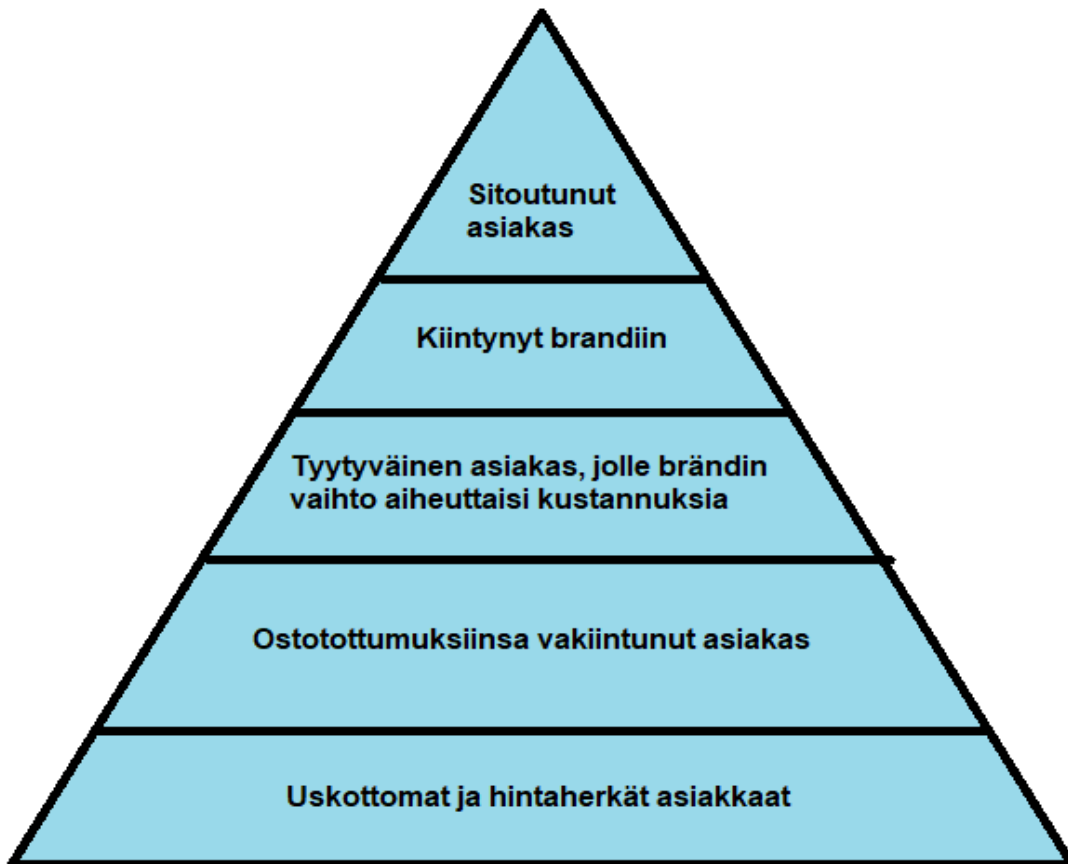 Sitoutunut
asiakas
Kiintynyt brandiin
Tyytyväinen asiakas, jolle brändin
vaihto aiheuttaisi kustannuksia
Ostotottumuksiinsa vakiintunut asiakas
Uskottomat ja hintaherkät asiakkaat